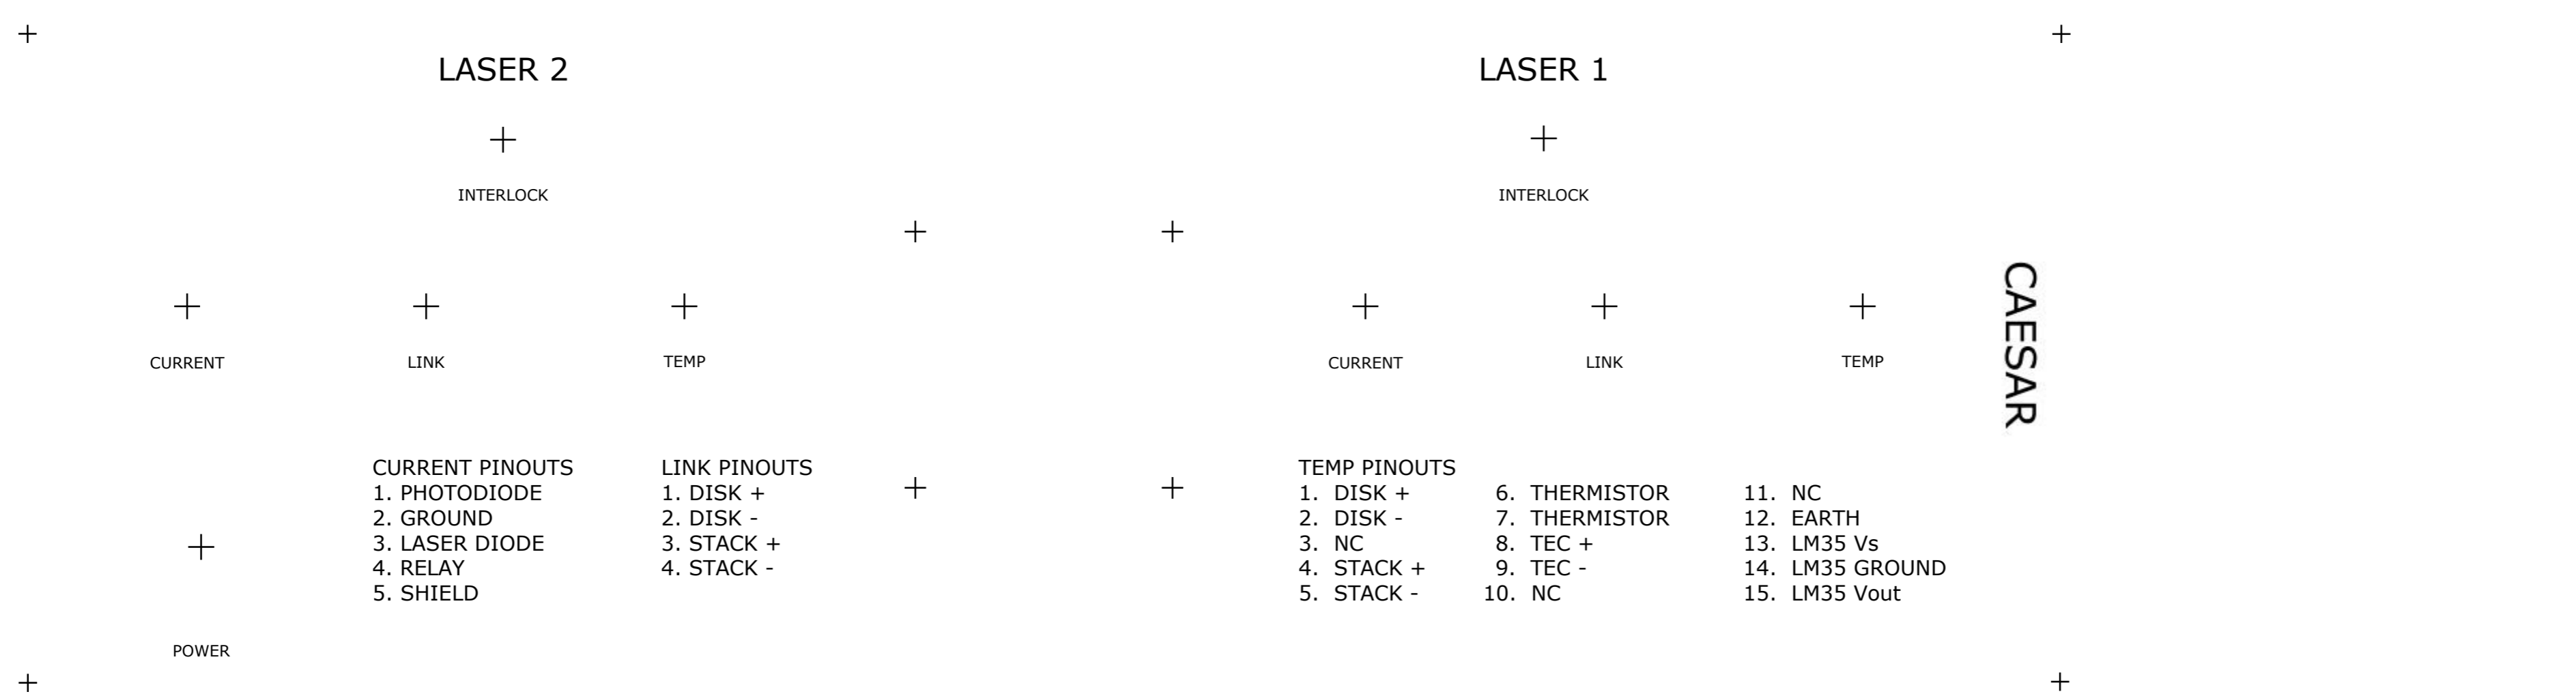 LASER 2
LASER 1
INTERLOCK
INTERLOCK
CURRENT
LINK
TEMP
CURRENT
LINK
TEMP
CAESAR
CURRENT PINOUTS
1. PHOTODIODE
2. GROUND
3. LASER DIODE
4. RELAY
5. SHIELD
LINK PINOUTS
1. DISK +
2. DISK -
3. STACK +
4. STACK -
TEMP PINOUTS
1. DISK +
2. DISK -
3. NC
4. STACK +
5. STACK -
6. THERMISTOR
7. THERMISTOR
8. TEC +
9. TEC -
10. NC
11. NC
12. EARTH
13. LM35 Vs
14. LM35 GROUND
15. LM35 Vout
POWER